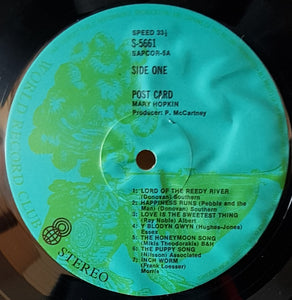 SPEED 33⅓
S-5661
SAPCOR-5A
SIDE ONE
POST CARD
MARY HOPKIN
Producer: P. McCartney
1: LORD OF THE REEDY RIVER
(Donovan) Southern
2: HAPPINESS RUNS (Pebble and the
Man) (Donovan) Southern
3: LOVE IS THE SWEETEST THING
(Ray Noble) Albert
4: Y BLODYN GWYN (Hughes-Jones)
Essex
5: THE HONEYMOON SONG
(Mikis Theodorakis) B&H
6: THE PUPPY SONG
(Nilsson) Associated
7: INCH WORM
(Frank Loesser)
Morris
WORLD RECORD CLUB
STEREO